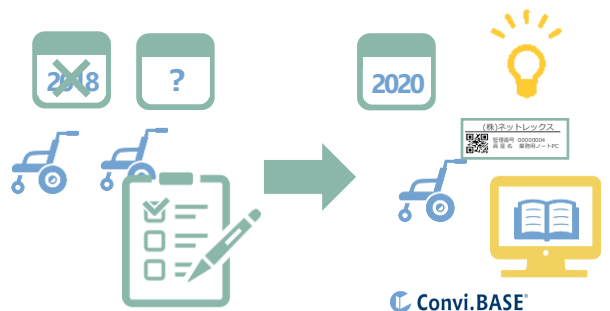 2018
?
2020
(株)ネットレックス
管理番号 00000004
資 産 名 業務用ノートPC
Convi.BASE®